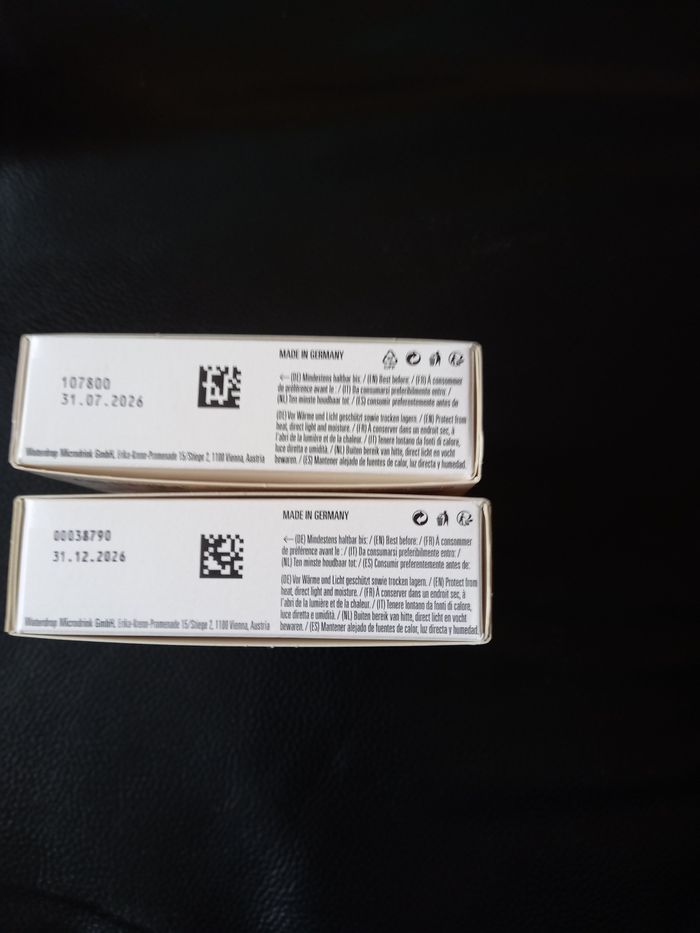 107800
31.07.2026
MADE IN GERMANY
←(DE) Mindestens haltbar bis: / (EN) Best before: / (FR) À consommer
de préférence avant le : / (IT) Da consumarsi preferibilmente entro: /
(NL) Ten minste houdbaar tot: / (ES) consumir preferentemente antes de
(DE) Vor Wärme und Licht geschützt sowie trocken lagern. / (EN) Protect from
heat, direct light and moisture. / (FR) À conserver dans un endroit sec, à
l'abri de la lumière et de la chaleur. / (IT) Tenere lontano da fonti di calore,
luce diretta e umidità. / (NL) Buiten bereik van hitte, direct licht en vocht
bewaren. / (ES) Mantener alejado de fuentes de calor, luz directa y humedad.
Waterdrop Microdrink GmbH, Erika-Krenn-Promenade 15/Stiege 2, 1100 Vienna, Austria
00038790
31.12.2026
MADE IN GERMANY
←(DE) Mindestens haltbar bis: / (EN) Best before: / (FR) À consommer
de préférence avant le : / (IT) Da consumarsi preferibilmente entro: /
(NL) Ten minste houdbaar tot: / (ES) Consumir preferentemente antes de:
(DE) Vor Wärme und Licht geschützt sowie trocken lagern. / (EN) Protect from
heat, direct light and moisture. / (FR) À conserver dans un endroit sec, à
l'abri de la lumière et de la chaleur. / (IT) Tenere lontano da fonti di calore,
luce diretta e umidità. / (NL) Buiten bereik van hitte, direct licht en vocht
bewaren. / (ES) Mantener alejado de fuentes de calor, luz directa y humedad.
Waterdrop Microdrink GmbH, Erika-Krenn-Promenade 15/Stiege 2, 1100 Vienna, Austria